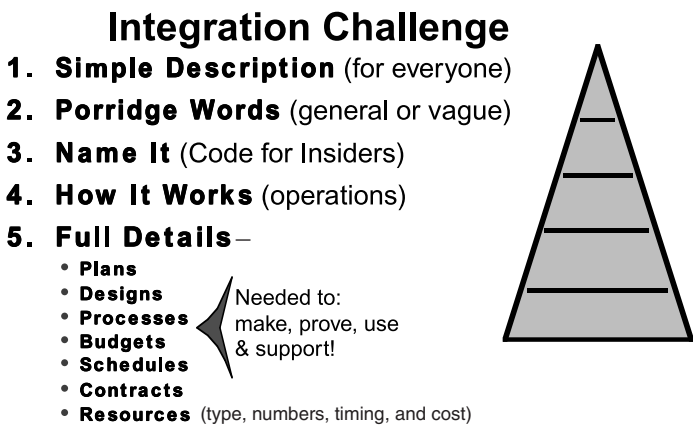 Integration Challenge
1. Simple Description (for everyone)
2. Porridge Words (general or vague)
3. Name It (Code for Insiders)
4. How It Works (operations)
5. Full Details–
• Plans
• Designs
• Processes
• Budgets
• Schedules
• Contracts
• Resources (type, numbers, timing, and cost)
Needed to:
make, prove, use
& support!